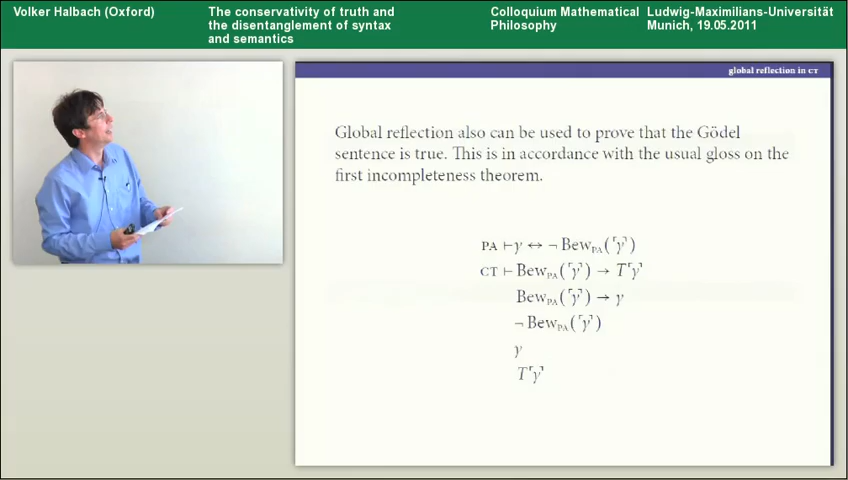 Volker Halbach (Oxford)
The conservativity of truth and
the disentanglement of syntax
and semantics
Colloquium Mathematical
Philosophy
Ludwig-Maximilians-Universität
Munich, 19.05.2011
global reflection in CT
Global reflection also can be used to prove that the Gödel
sentence is true. This is in accordance with the usual gloss on the
first incompleteness theorem.
PA ⊢ γ ↔ ¬ Bew_PA(⌜γ⌝)
CT ⊢ Bew_PA(⌜γ⌝) → T⌜γ⌝
Bew_PA(⌜γ⌝) → γ
¬ Bew_PA(⌜γ⌝)
γ
T⌜γ⌝